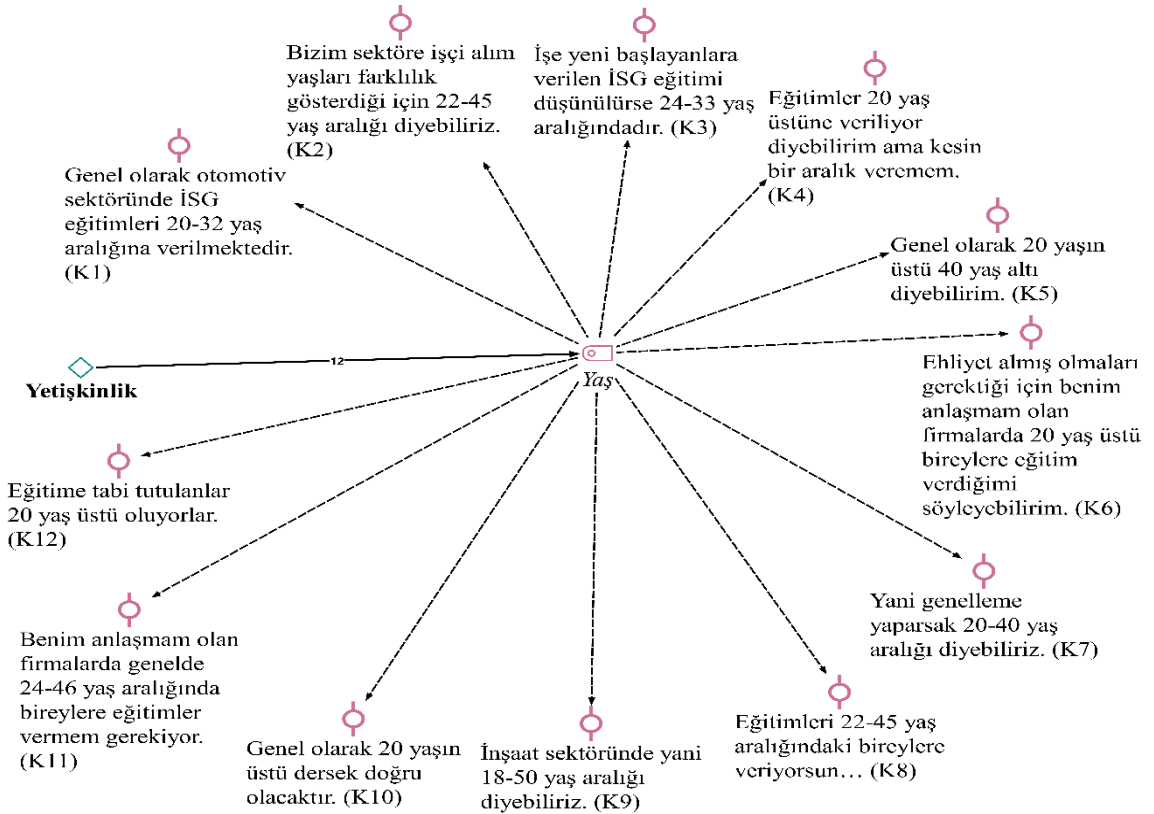 Genel olarak otomotiv
sektöründe İSG
eğitimleri 20-32 yaş
aralığına verilmektedir.
(K1)
Bizim sektöre işçi alım
yaşları farklılık
gösterdiği için 22-45
yaş aralığı diyebiliriz.
(K2)
İşe yeni başlayanlara
verilen İSG eğitimi
düşünülürse 24-33 yaş
aralığındadır. (K3)
Eğitimler 20 yaş
üstüne veriliyor
diyebilirim ama kesin
bir aralık veremem.
(K4)
Genel olarak 20 yaşın
üstü 40 yaş altı
diyebilirim. (K5)
Ehliyet almış olmaları
gerektiği için benim
anlaşmam olan
firmalarda 20 yaş üstü
bireylere eğitim
verdiğimi
söyleyebilirim. (K6)
Yani genelleme
yaparsak 20-40 yaş
aralığı diyebiliriz. (K7)
Eğitimleri 22-45 yaş
aralığındaki bireylere
veriyorsun… (K8)
İnşaat sektöründe yani
18-50 yaş aralığı
diyebiliriz. (K9)
Genel olarak 20 yaşın
üstü dersek doğru
olacaktır. (K10)
Benim anlaşmam olan
firmalarda genelde
24-46 yaş aralığında
bireylere eğitimler
vermem gerekiyor.
(K11)
Eğitime tabi tutulanlar
20 yaş üstü oluyorlar.
(K12)
Yetişkinlik
12
Yaş